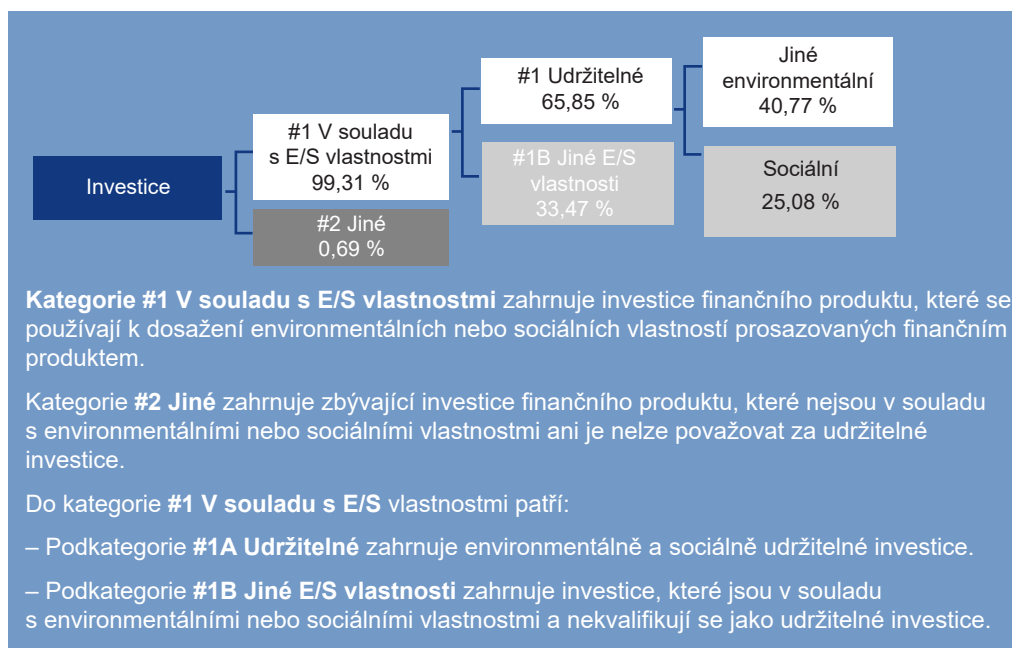 Investice
#1 V souladu
s E/S vlastnostmi
99,31 %
#2 Jiné
0,69 %
#1 Udržitelné
65,85 %
#1B Jiné E/S
vlastnosti
33,47 %
Jiné
environmentální
40,77 %
Sociální
25,08 %
Kategorie #1 V souladu s E/S vlastnostmi zahrnuje investice finančního produktu, které se
používají k dosažení environmentálních nebo sociálních vlastností prosazovaných finančním
produktem.
Kategorie #2 Jiné zahrnuje zbývající investice finančního produktu, které nejsou v souladu
s environmentálními nebo sociálními vlastnostmi ani je nelze považovat za udržitelné
investice.
Do kategorie #1 V souladu s E/S vlastnostmi patří:
– Podkategorie #1A Udržitelné zahrnuje environmentálně a sociálně udržitelné investice.
– Podkategorie #1B Jiné E/S vlastnosti zahrnuje investice, které jsou v souladu
s environmentálními nebo sociálními vlastnostmi a nekvalifikují se jako udržitelné investice.